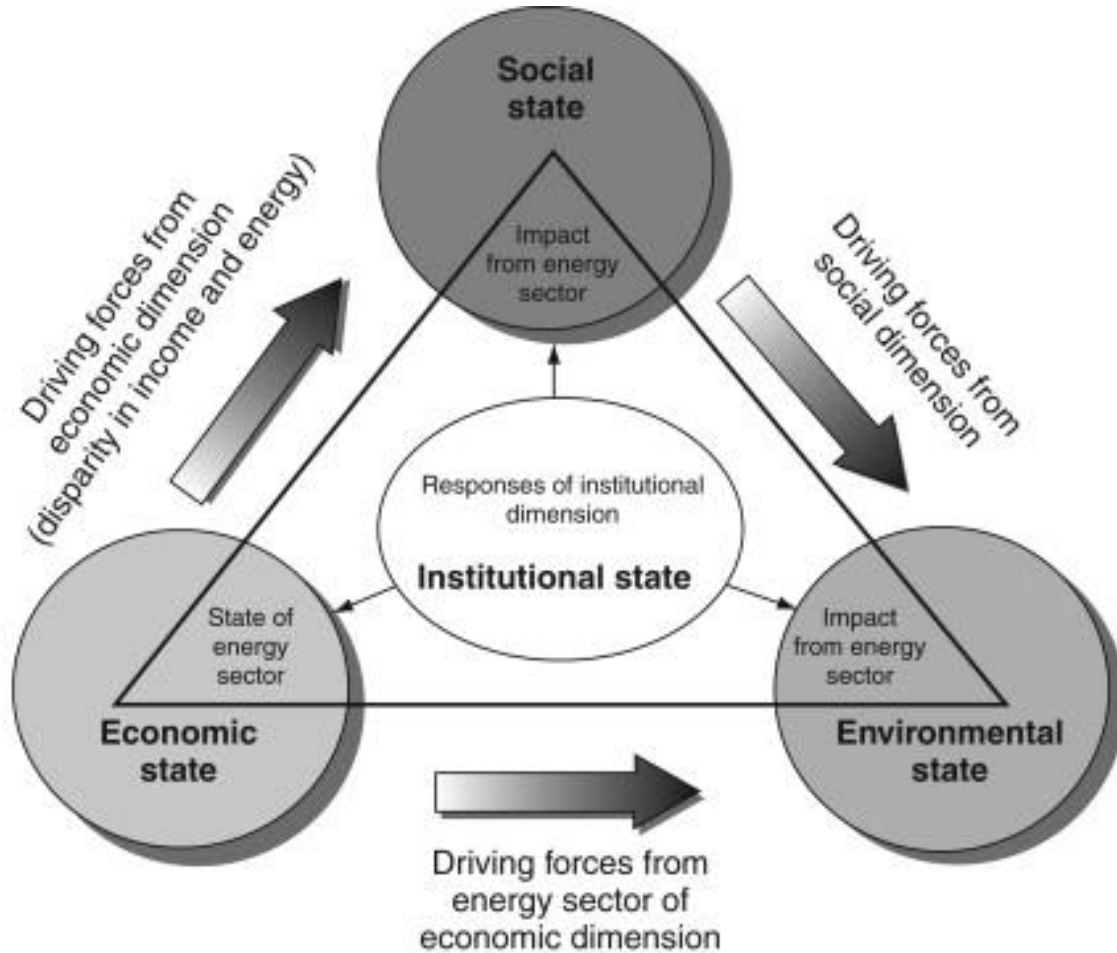 Social
state
Impact
from energy
sector
Driving forces from
economic dimension
(disparity in income and energy)
Driving forces from
social dimension
Responses of institutional
dimension
Institutional state
State of
energy
sector
Economic
state
Impact
from energy
sector
Environmental
state
Driving forces from
energy sector of
economic dimension